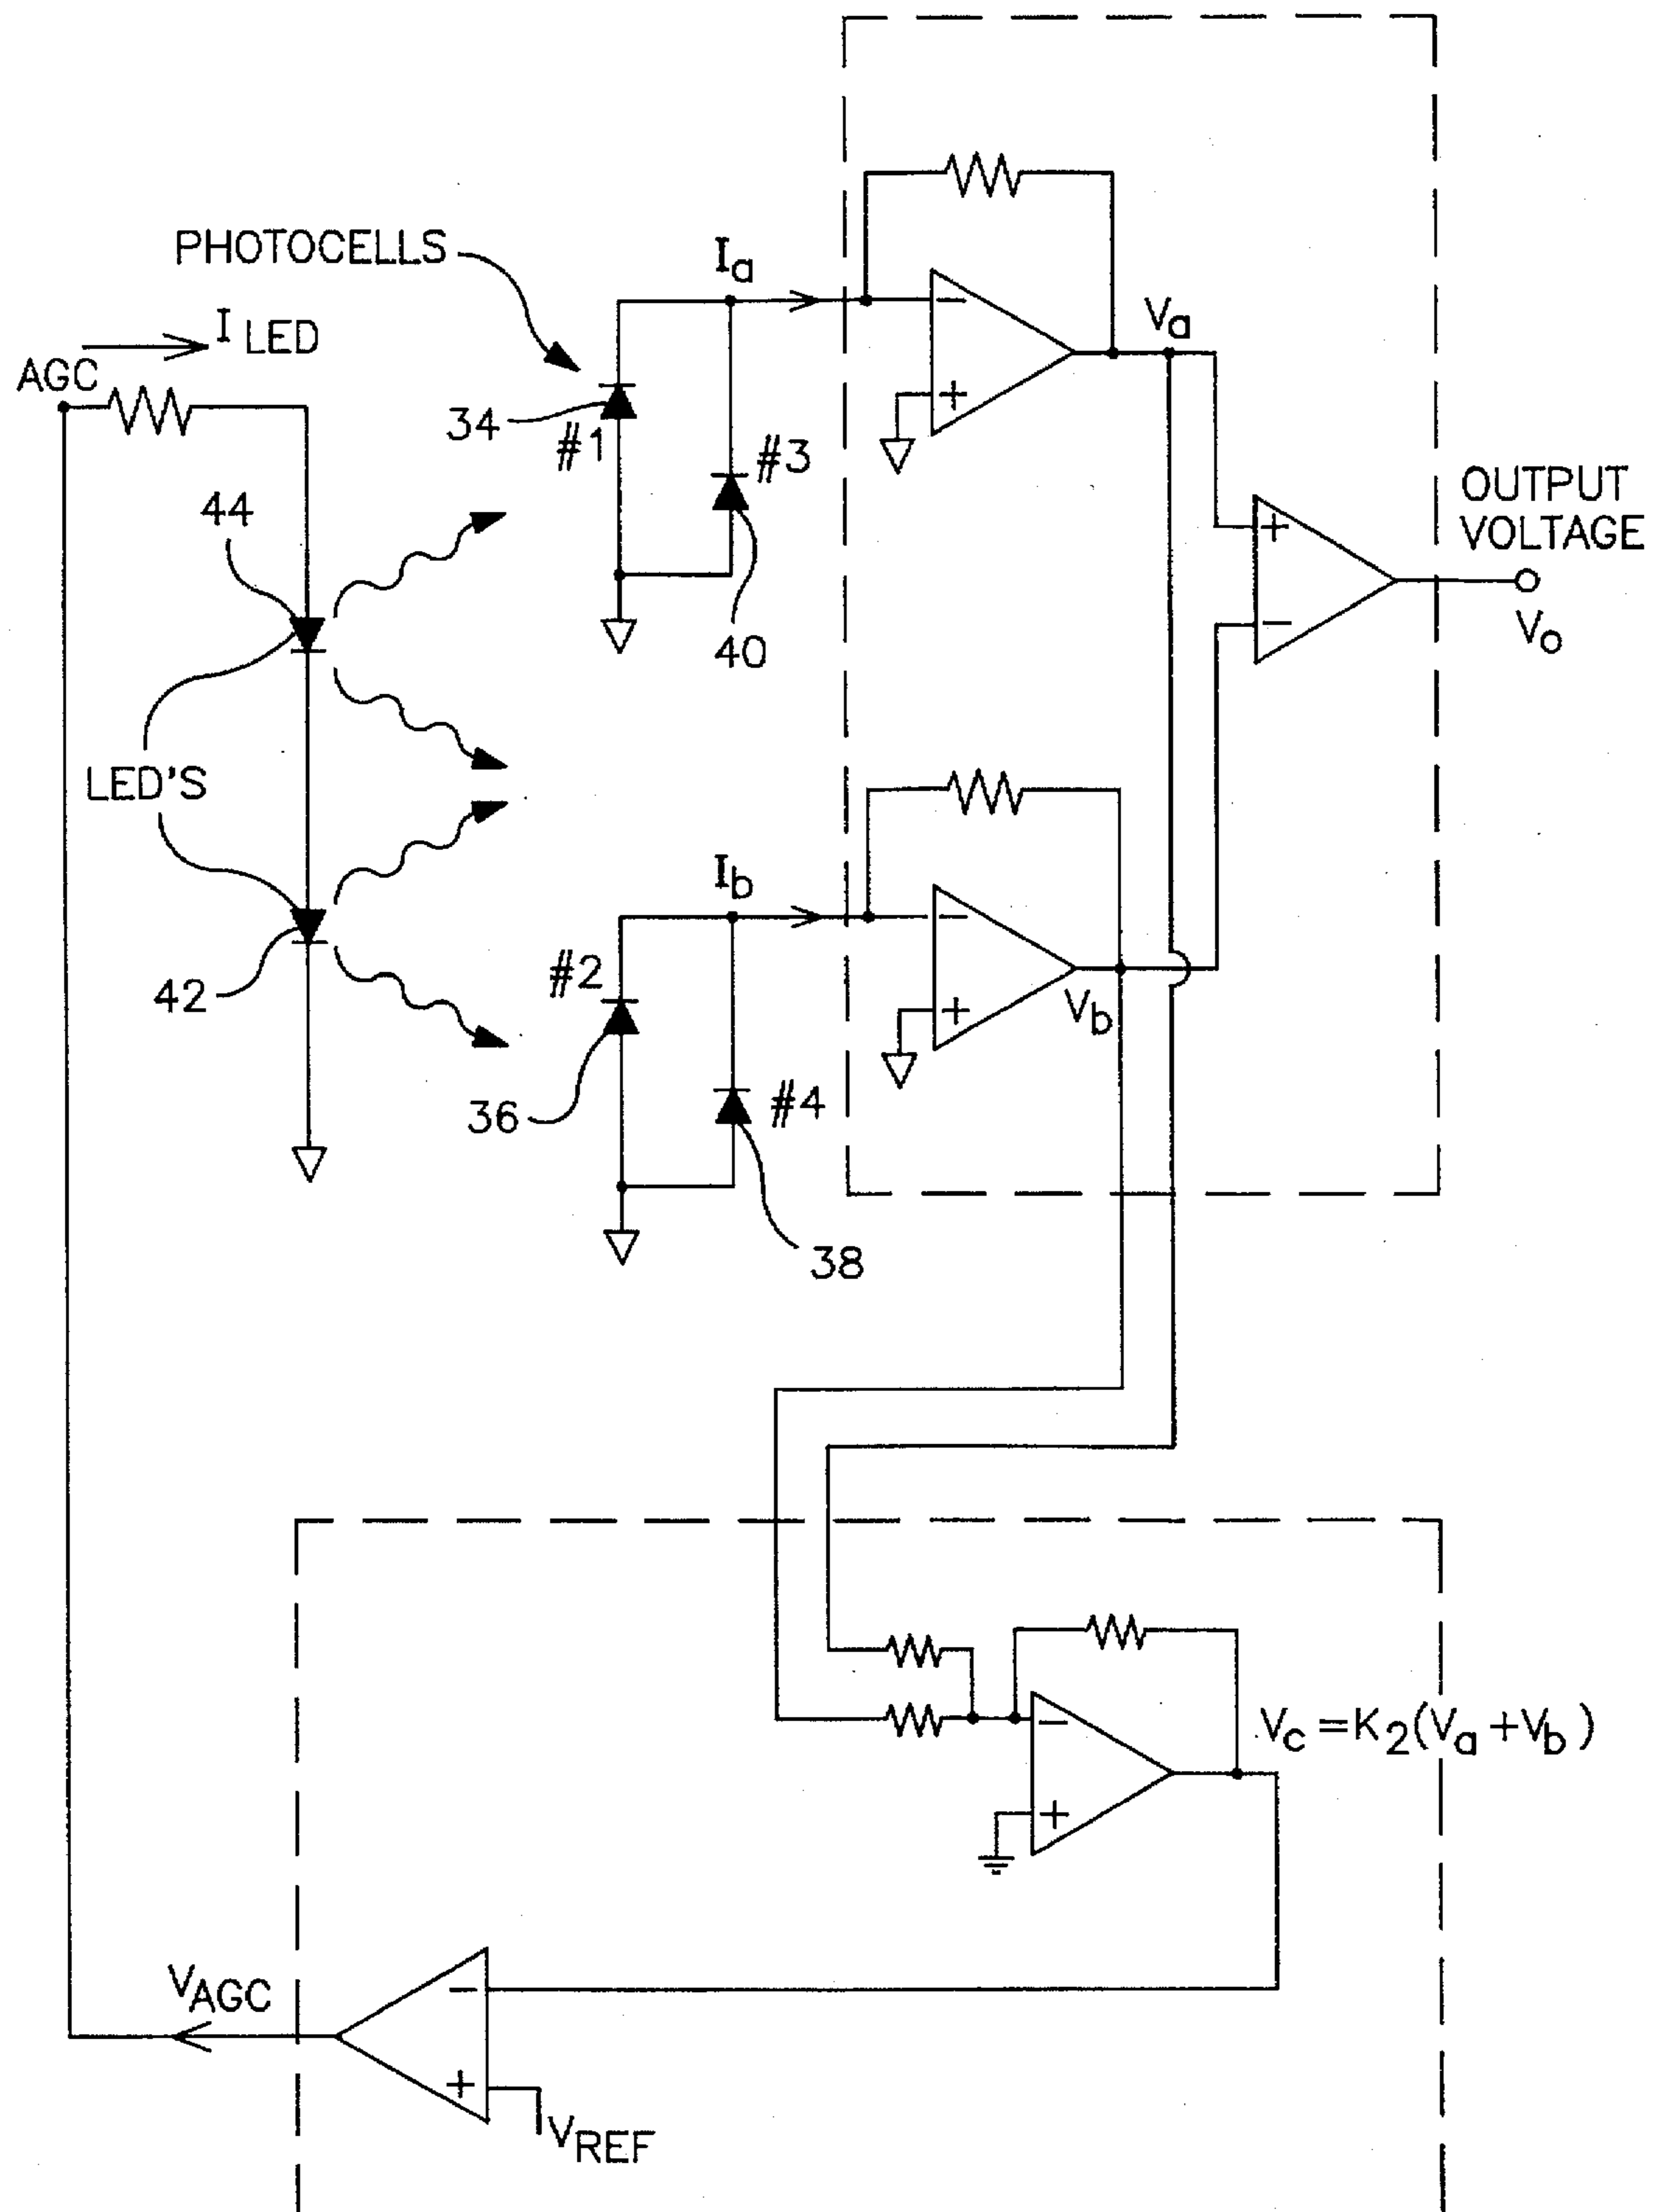 PHOTOCELLS
I LED
AGC
Ia
34
#1
#3
40
44
LED'S
42
Va
OUTPUT
VOLTAGE
Vo
Ib
#2
36
#4
38
Vb
Vc = K2(Va + Vb)
VAGC
VREF
− +
− +
+ −
− +
− +